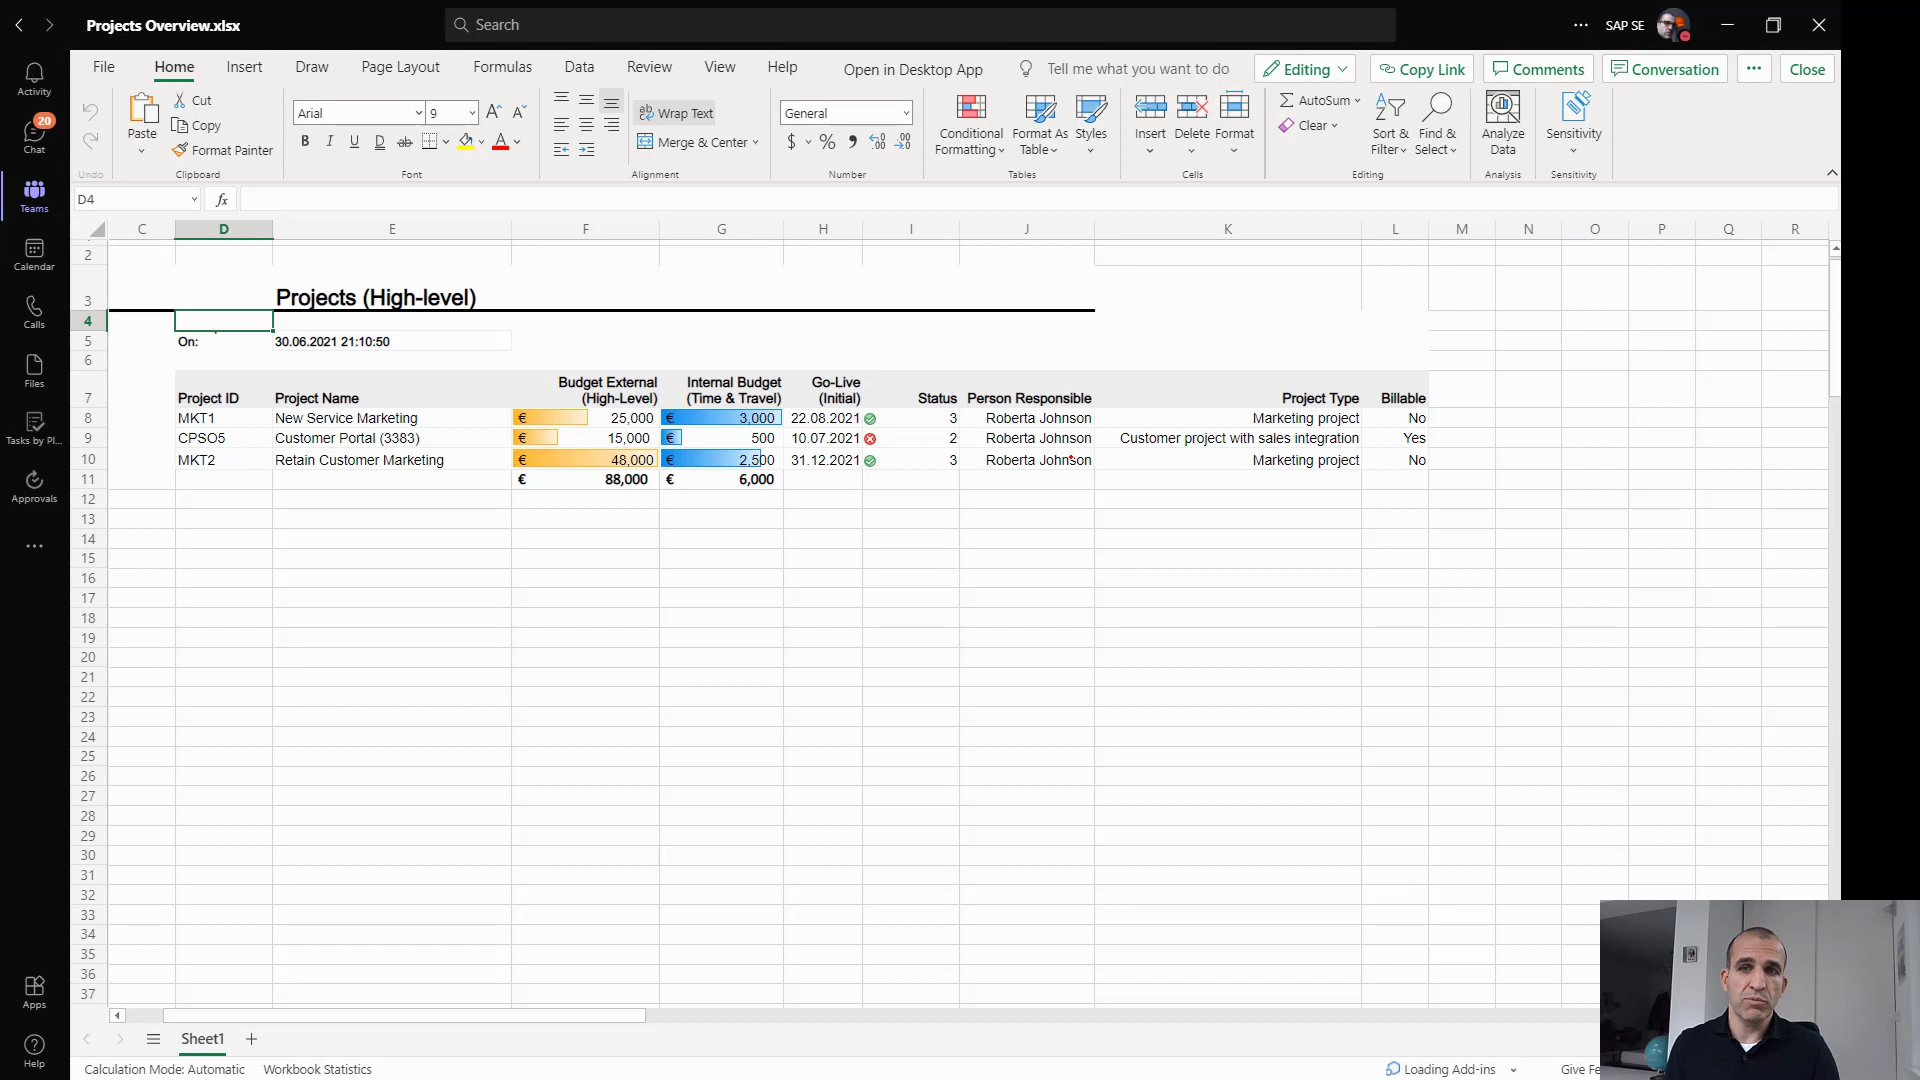 Projects Overview.xlsx
Search
SAP SE
Activity
20
Chat
Teams
Calendar
Calls
Files
Tasks by Pl...
Approvals
Apps
Help
File Home Insert Draw Page Layout Formulas Data Review View Help Open in Desktop App Tell me what you want to do Editing Copy Link Comments Conversation Close
Paste Cut Copy Format Painter
Undo Clipboard
Arial 9
B I U D ab A
Font
Wrap Text
Merge & Center
Alignment
General
$ % .00
Number
Conditional Formatting Format As Table Styles
Tables
Insert Delete Format
Cells
AutoSum
Clear
Sort & Filter Find & Select
Editing
Analyze Data
Analysis
Sensitivity
Sensitivity
D4 fx
C D E F G H I J K L M N O P Q R
2
3 Projects (High-level)
4
5 On: 30.06.2021 21:10:50
6
7 Project ID Project Name Budget External (High-Level) Internal Budget (Time & Travel) Go-Live (Initial) Status Person Responsible Project Type Billable
8 MKT1 New Service Marketing € 25,000 € 3,000 22.08.2021 3 Roberta Johnson Marketing project No
9 CPSO5 Customer Portal (3383) € 15,000 € 500 10.07.2021 2 Roberta Johnson Customer project with sales integration Yes
10 MKT2 Retain Customer Marketing € 48,000 € 2,500 31.12.2021 3 Roberta Johnson Marketing project No
11 € 88,000 € 6,000
12
13
14
15
16
17
18
19
20
21
22
23
24
25
26
27
28
29
30
31
32
33
34
35
36
37
Sheet1
Calculation Mode: Automatic Workbook Statistics Loading Add-ins Give